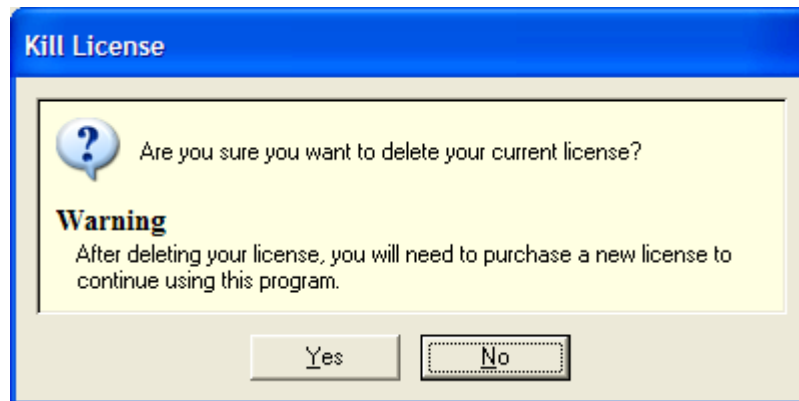 Kill License
Are you sure you want to delete your current license?
Warning
After deleting your license, you will need to purchase a new license to
continue using this program.
Yes No